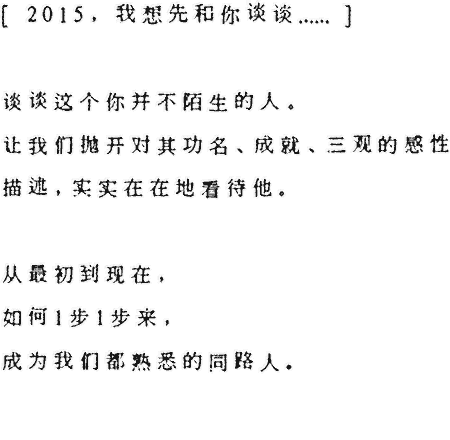 [ 2015，我想先和你谈谈...... ]
谈谈这个你并不陌生的人。
让我们抛开对其功名、成就、三观的感性
描述，实实在在地看待他。
从最初到现在，
如何1步1步来，
成为我们都熟悉的同路人。